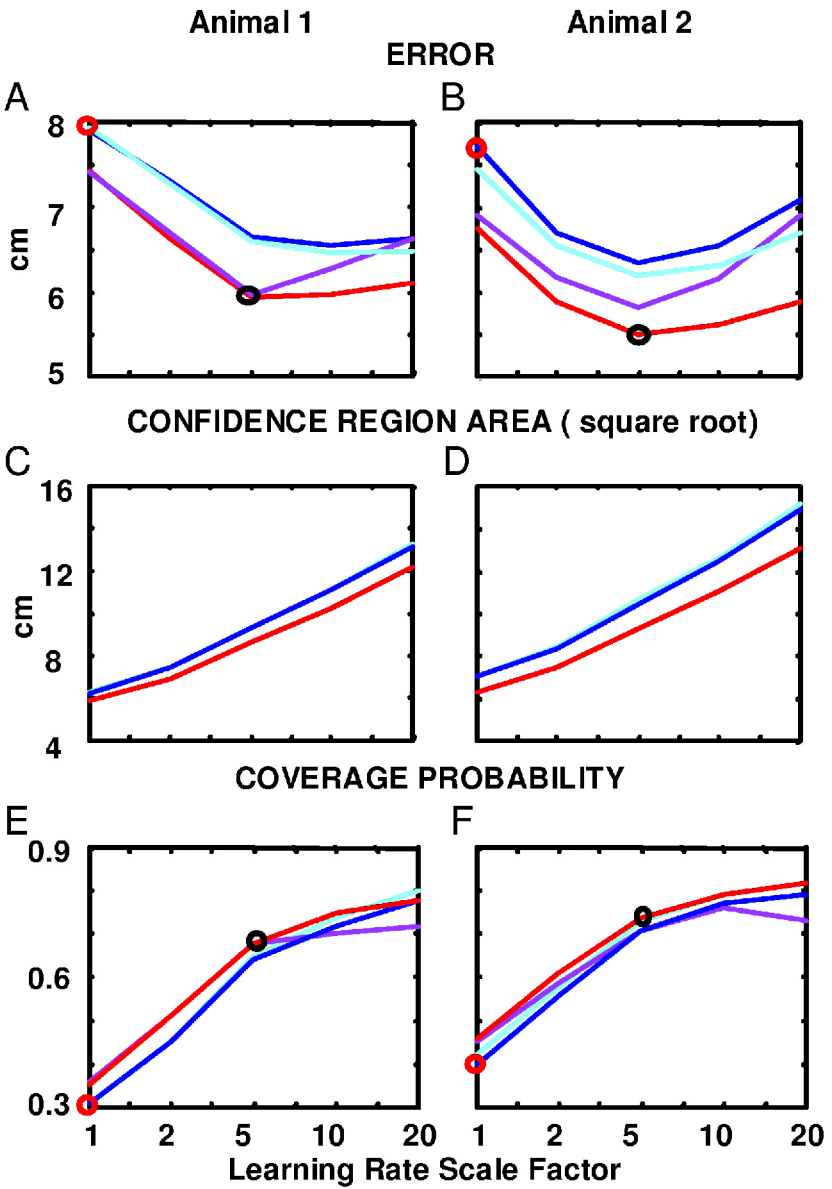 Animal 1 Animal 2
ERROR
A B
8
7
6
5
cm
CONFIDENCE REGION AREA ( square root)
C D
16
12
8
4
cm
COVERAGE PROBABILITY
E F
0.9
0.6
0.3
1 2 5 10 20 1 2 5 10 20
Learning Rate Scale Factor